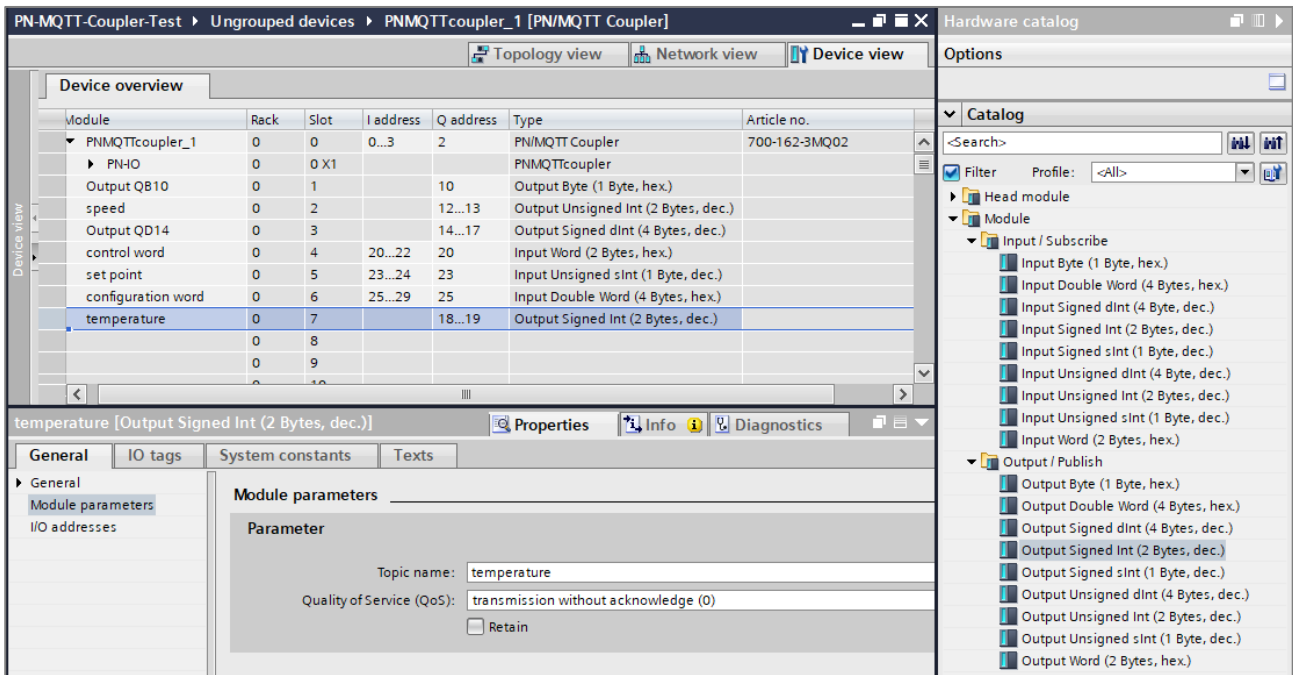 PN-MQTT-Coupler-Test ▸ Ungrouped devices ▸ PNMQTTcoupler_1 [PN/MQTT Coupler]
Topology view Network view Device view
Device overview
Module Rack Slot I address Q address Type Article no.
PNMQTTcoupler_1 0 0 0...3 2 PN/MQTT Coupler 700-162-3MQ02
PN-IO 0 0 X1 PNMQTTcoupler
Output QB10 0 1 10 Output Byte (1 Byte, hex.)
speed 0 2 12...13 Output Unsigned Int (2 Bytes, dec.)
Output QD14 0 3 14...17 Output Signed dInt (4 Bytes, dec.)
control word 0 4 20...22 20 Input Word (2 Bytes, hex.)
set point 0 5 23...24 23 Input Unsigned sInt (1 Byte, dec.)
configuration word 0 6 25...29 25 Input Double Word (4 Bytes, hex.)
temperature 0 7 18...19 Output Signed Int (2 Bytes, dec.)
0 8
0 9
Device view
temperature [Output Signed Int (2 Bytes, dec.)]
Properties Info Diagnostics
General IO tags System constants Texts
General
Module parameters
I/O addresses
Module parameters
Parameter
Topic name: temperature
Quality of Service (QoS): transmission without acknowledge (0)
Retain
Hardware catalog
Options
Catalog
<Search>
Filter Profile: <All>
Head module
Module
Input / Subscribe
Input Byte (1 Byte, hex.)
Input Double Word (4 Bytes, hex.)
Input Signed dInt (4 Byte, dec.)
Input Signed Int (2 Bytes, dec.)
Input Signed sInt (1 Byte, dec.)
Input Unsigned dInt (4 Byte, dec.)
Input Unsigned Int (2 Bytes, dec.)
Input Unsigned sInt (1 Byte, dec.)
Input Word (2 Bytes, hex.)
Output / Publish
Output Byte (1 Byte, hex.)
Output Double Word (4 Bytes, hex.)
Output Signed dInt (4 Bytes, dec.)
Output Signed Int (2 Bytes, dec.)
Output Signed sInt (1 Byte, dec.)
Output Unsigned dInt (4 Bytes, dec.)
Output Unsigned Int (2 Bytes, dec.)
Output Unsigned sInt (1 Byte, dec.)
Output Word (2 Bytes, hex.)